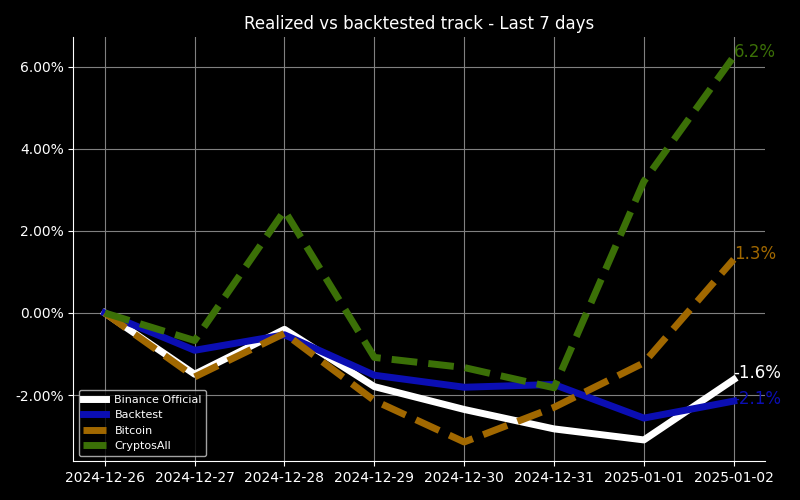 Realized vs backtested track - Last 7 days
6.00%
4.00%
2.00%
0.00%
-2.00%
6.2%
1.3%
-1.6%
-2.1%
Binance Official
Backtest
Bitcoin
CryptosAll
2024-12-26 2024-12-27 2024-12-28 2024-12-29 2024-12-30 2024-12-31 2025-01-01 2025-01-02